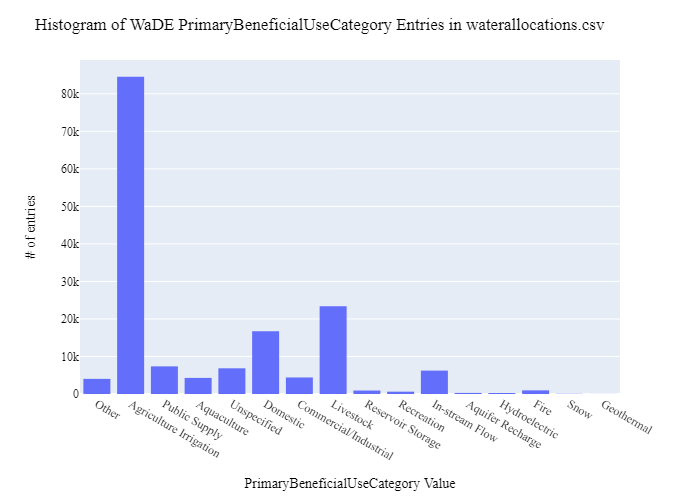 Histogram of WaDE PrimaryBeneficialUseCategory Entries in waterallocations.csv
# of entries
80k
70k
60k
50k
40k
30k
20k
10k
0
Other
Agriculture Irrigation
Public Supply
Aquaculture
Unspecified
Domestic
Commercial/Industrial
Livestock
Reservoir Storage
Recreation
In-stream Flow
Aquifer Recharge
Hydroelectric
Fire
Snow
Geothermal
PrimaryBeneficialUseCategory Value